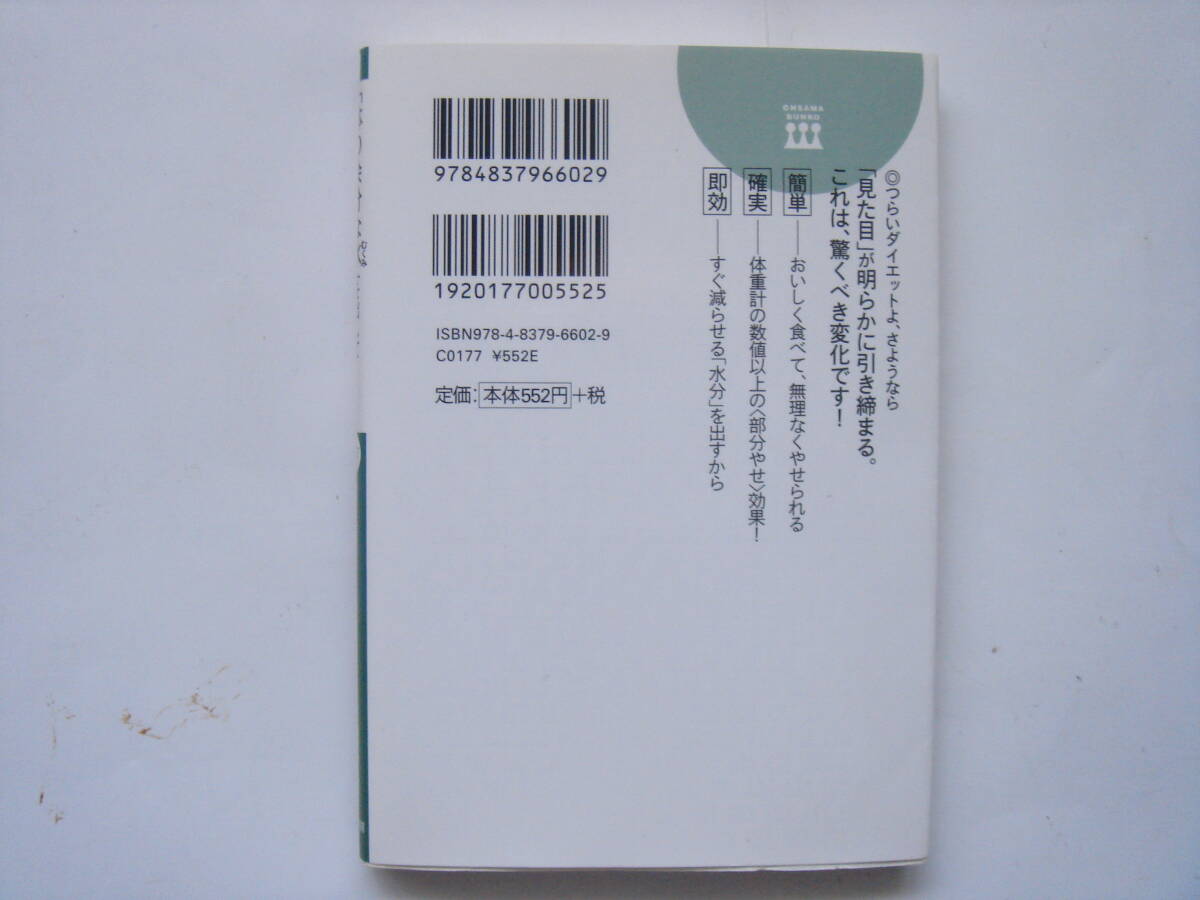 OHSAMA
BUNKO
◎つらいダイエットよ、さようなら
「見た目」が明らかに引き締まる。
これは、驚くべき変化です!
簡単――おいしく食べて、無理なくやせられる
確実――体重計の数値以上の〈部分やせ〉効果!
即効――すぐ減らせる「水分」を出すから
9784837966029
1920177005525
ISBN978-4-8379-6602-9
C0177 ¥552E
定価:本体552円+税